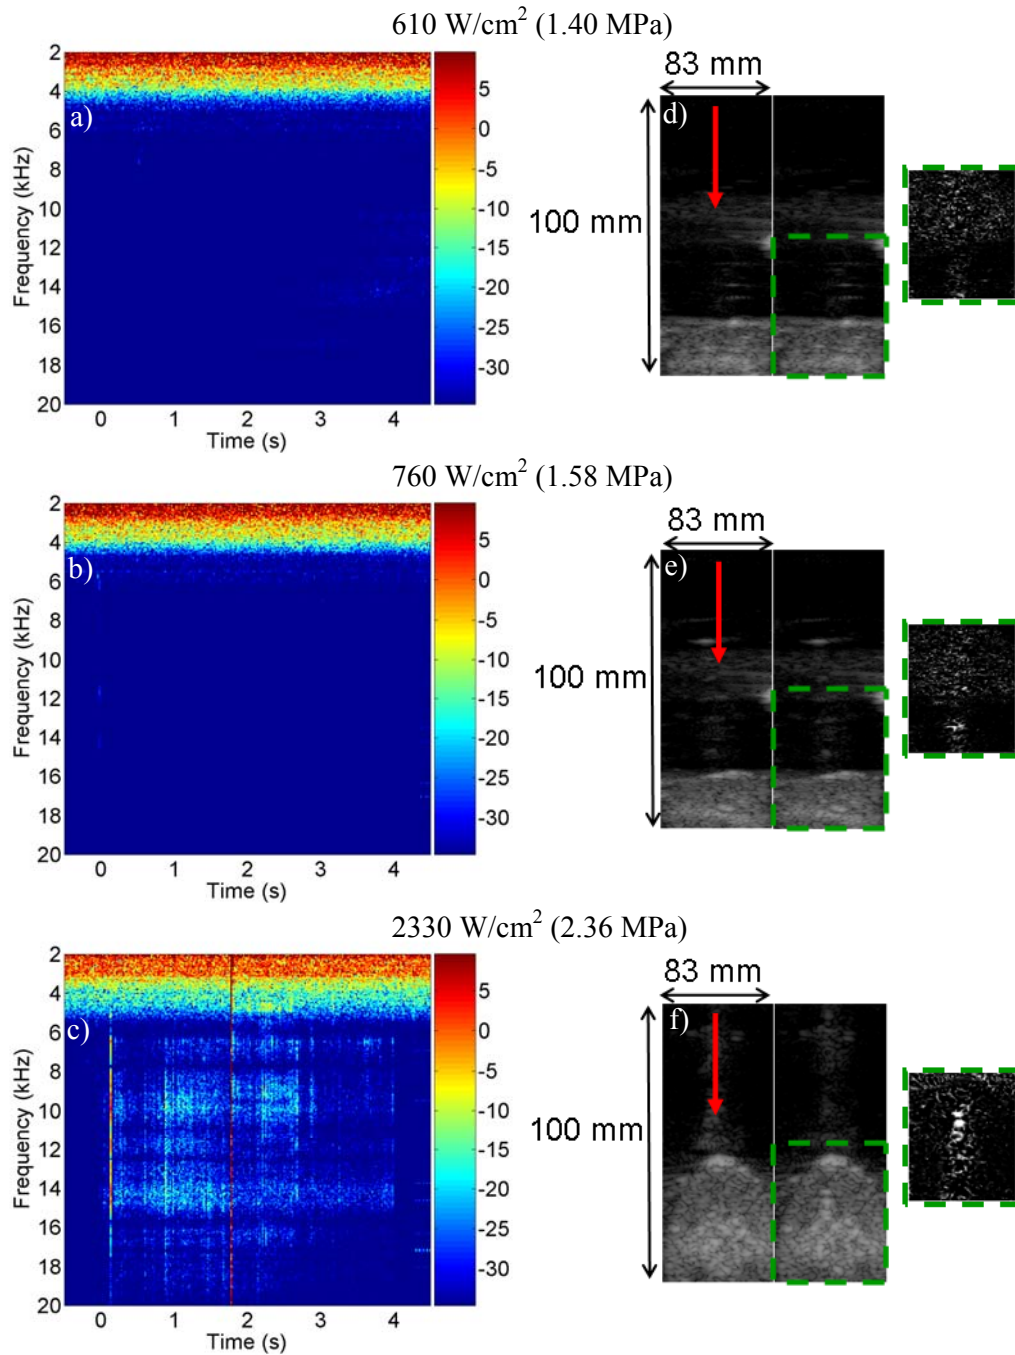 610 W/cm² (1.40 MPa)
2
4
6
8
10
12
14
16
18
20
Frequency (kHz)
a)
0 1 2 3 4
Time (s)
5
0
-5
-10
-15
-20
-25
-30
83 mm
d)
100 mm
760 W/cm² (1.58 MPa)
2
4
6
8
10
12
14
16
18
20
Frequency (kHz)
b)
0 1 2 3 4
Time (s)
5
0
-5
-10
-15
-20
-25
-30
83 mm
e)
100 mm
2330 W/cm² (2.36 MPa)
2
4
6
8
10
12
14
16
18
20
Frequency (kHz)
c)
0 1 2 3 4
Time (s)
5
0
-5
-10
-15
-20
-25
-30
83 mm
f)
100 mm